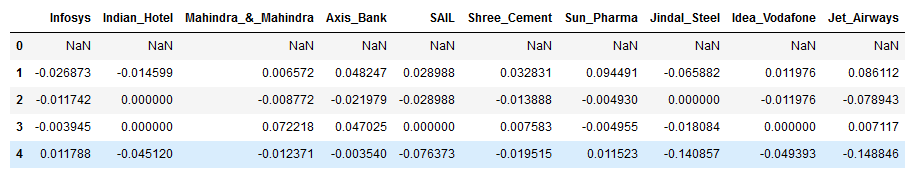 Infosys Indian_Hotel Mahindra_&_Mahindra Axis_Bank SAIL Shree_Cement Sun_Pharma Jindal_Steel Idea_Vodafone Jet_Airways
0 NaN NaN NaN NaN NaN NaN NaN NaN NaN NaN
1 -0.026873 -0.014599 0.006572 0.048247 0.028988 0.032831 0.094491 -0.065882 0.011976 0.086112
2 -0.011742 0.000000 -0.008772 -0.021979 -0.028988 -0.013888 -0.004930 0.000000 -0.011976 -0.078943
3 -0.003945 0.000000 0.072218 0.047025 0.000000 0.007583 -0.004955 -0.018084 0.000000 0.007117
4 0.011788 -0.045120 -0.012371 -0.003540 -0.076373 -0.019515 0.011523 -0.140857 -0.049393 -0.148846